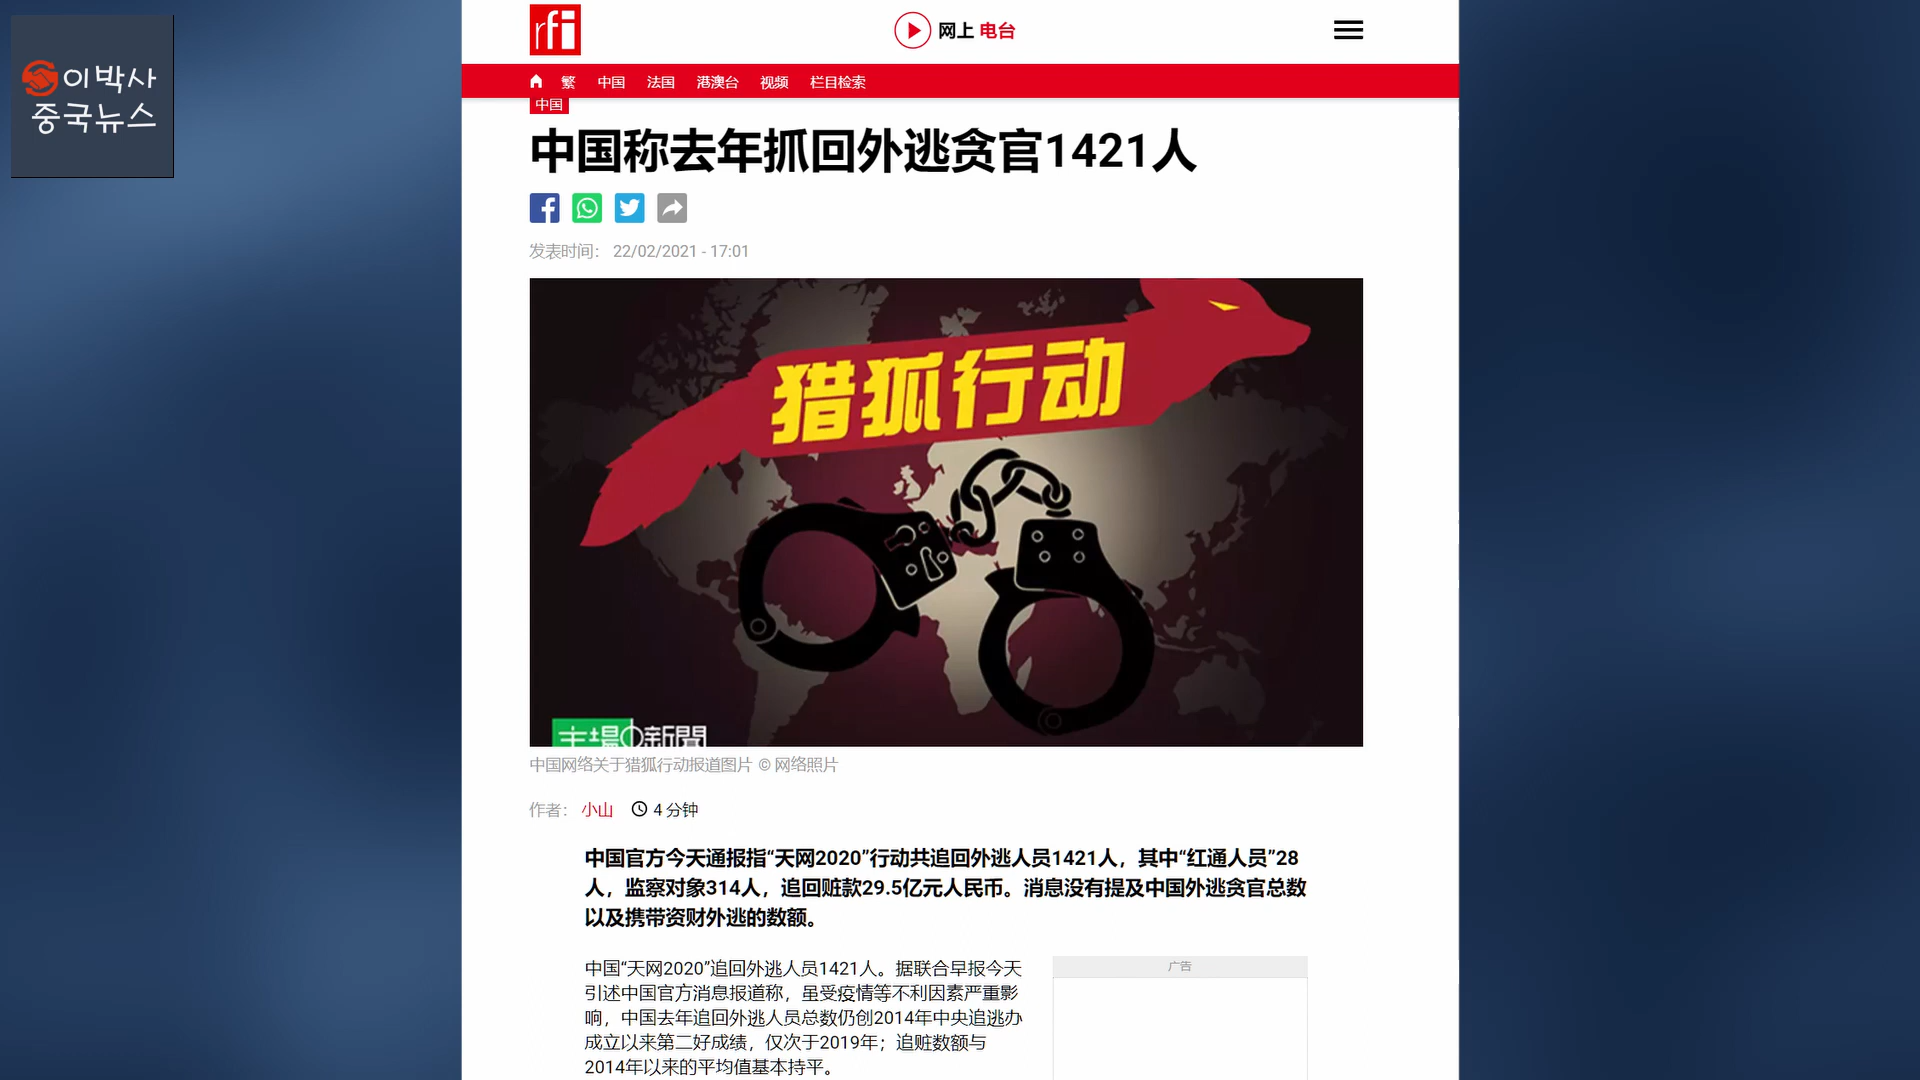 이박사
중국뉴스
rfi
网上 电台
繁 中国 法国 港澳台 视频 栏目检索
中国
中国称去年抓回外逃贪官1421人
发表时间： 22/02/2021 - 17:01
猎狐行动
主場新聞
中国网络关于猎狐行动报道图片 © 网络照片
作者： 小山 4 分钟
中国官方今天通报指“天网2020”行动共追回外逃人员1421人，其中“红通人员”28
人，监察对象314人，追回赃款29.5亿元人民币。消息没有提及中国外逃贪官总数
以及携带资财外逃的数额。
中国“天网2020”追回外逃人员1421人。据联合早报今天
引述中国官方消息报道称，虽受疫情等不利因素严重影
响，中国去年追回外逃人员总数仍创2014年中央追逃办
成立以来第二好成绩，仅次于2019年；追赃数额与
2014年以来的平均值基本持平。
广告